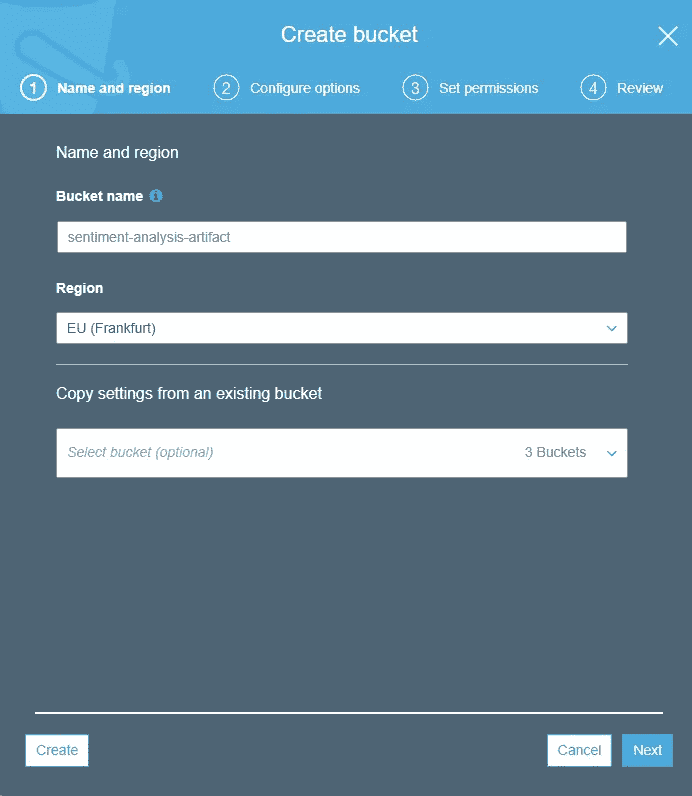 Create bucket
1 Name and region 2 Configure options 3 Set permissions 4 Review
Name and region
Bucket name
sentiment-analysis-artifact
Region
EU (Frankfurt)
Copy settings from an existing bucket
Select bucket (optional) 3 Buckets
Create Cancel Next